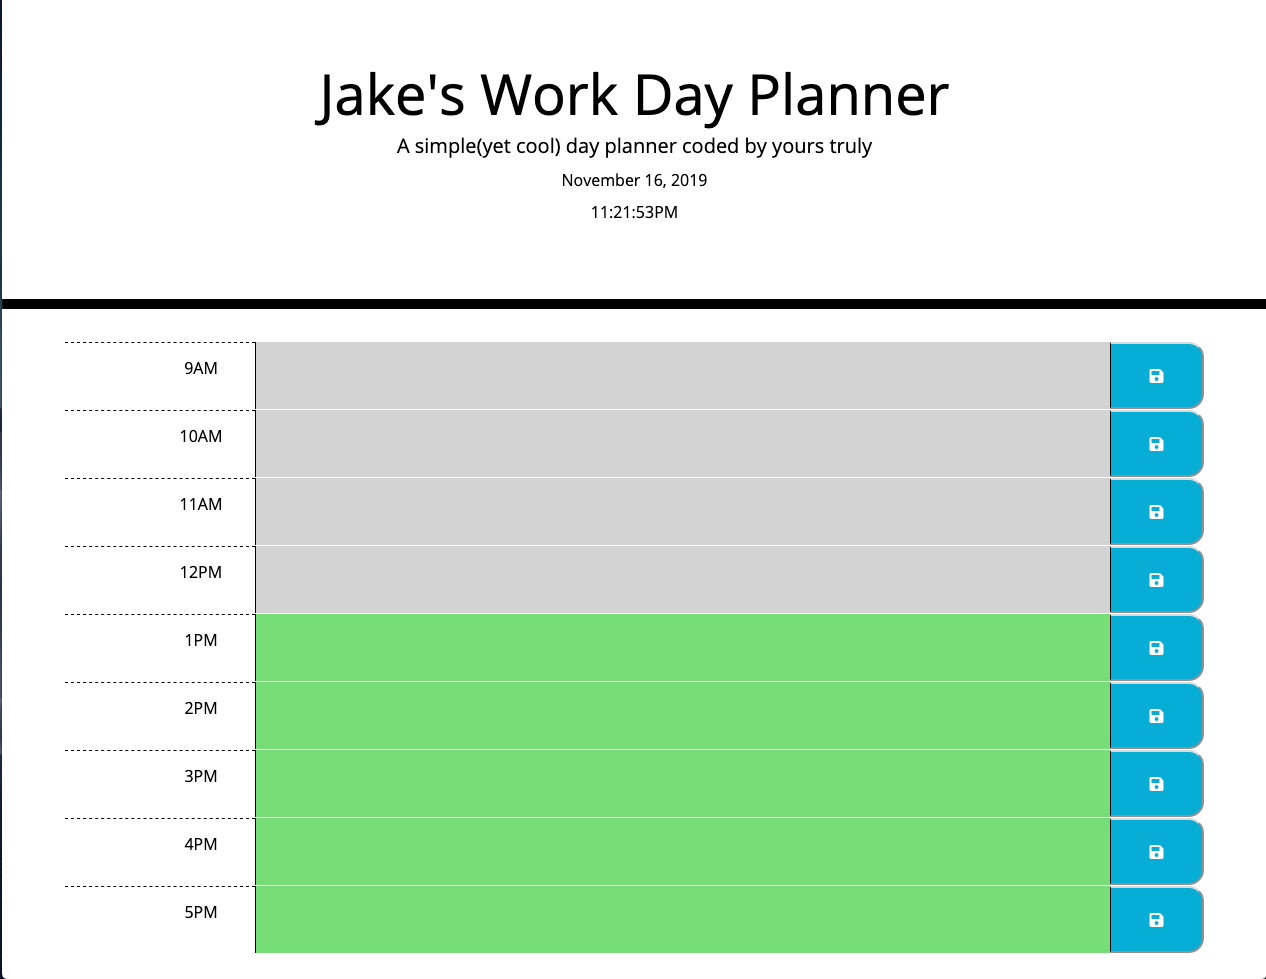 Jake's Work Day Planner
A simple(yet cool) day planner coded by yours truly
November 16, 2019
11:21:53PM
9AM
10AM
11AM
12PM
1PM
2PM
3PM
4PM
5PM